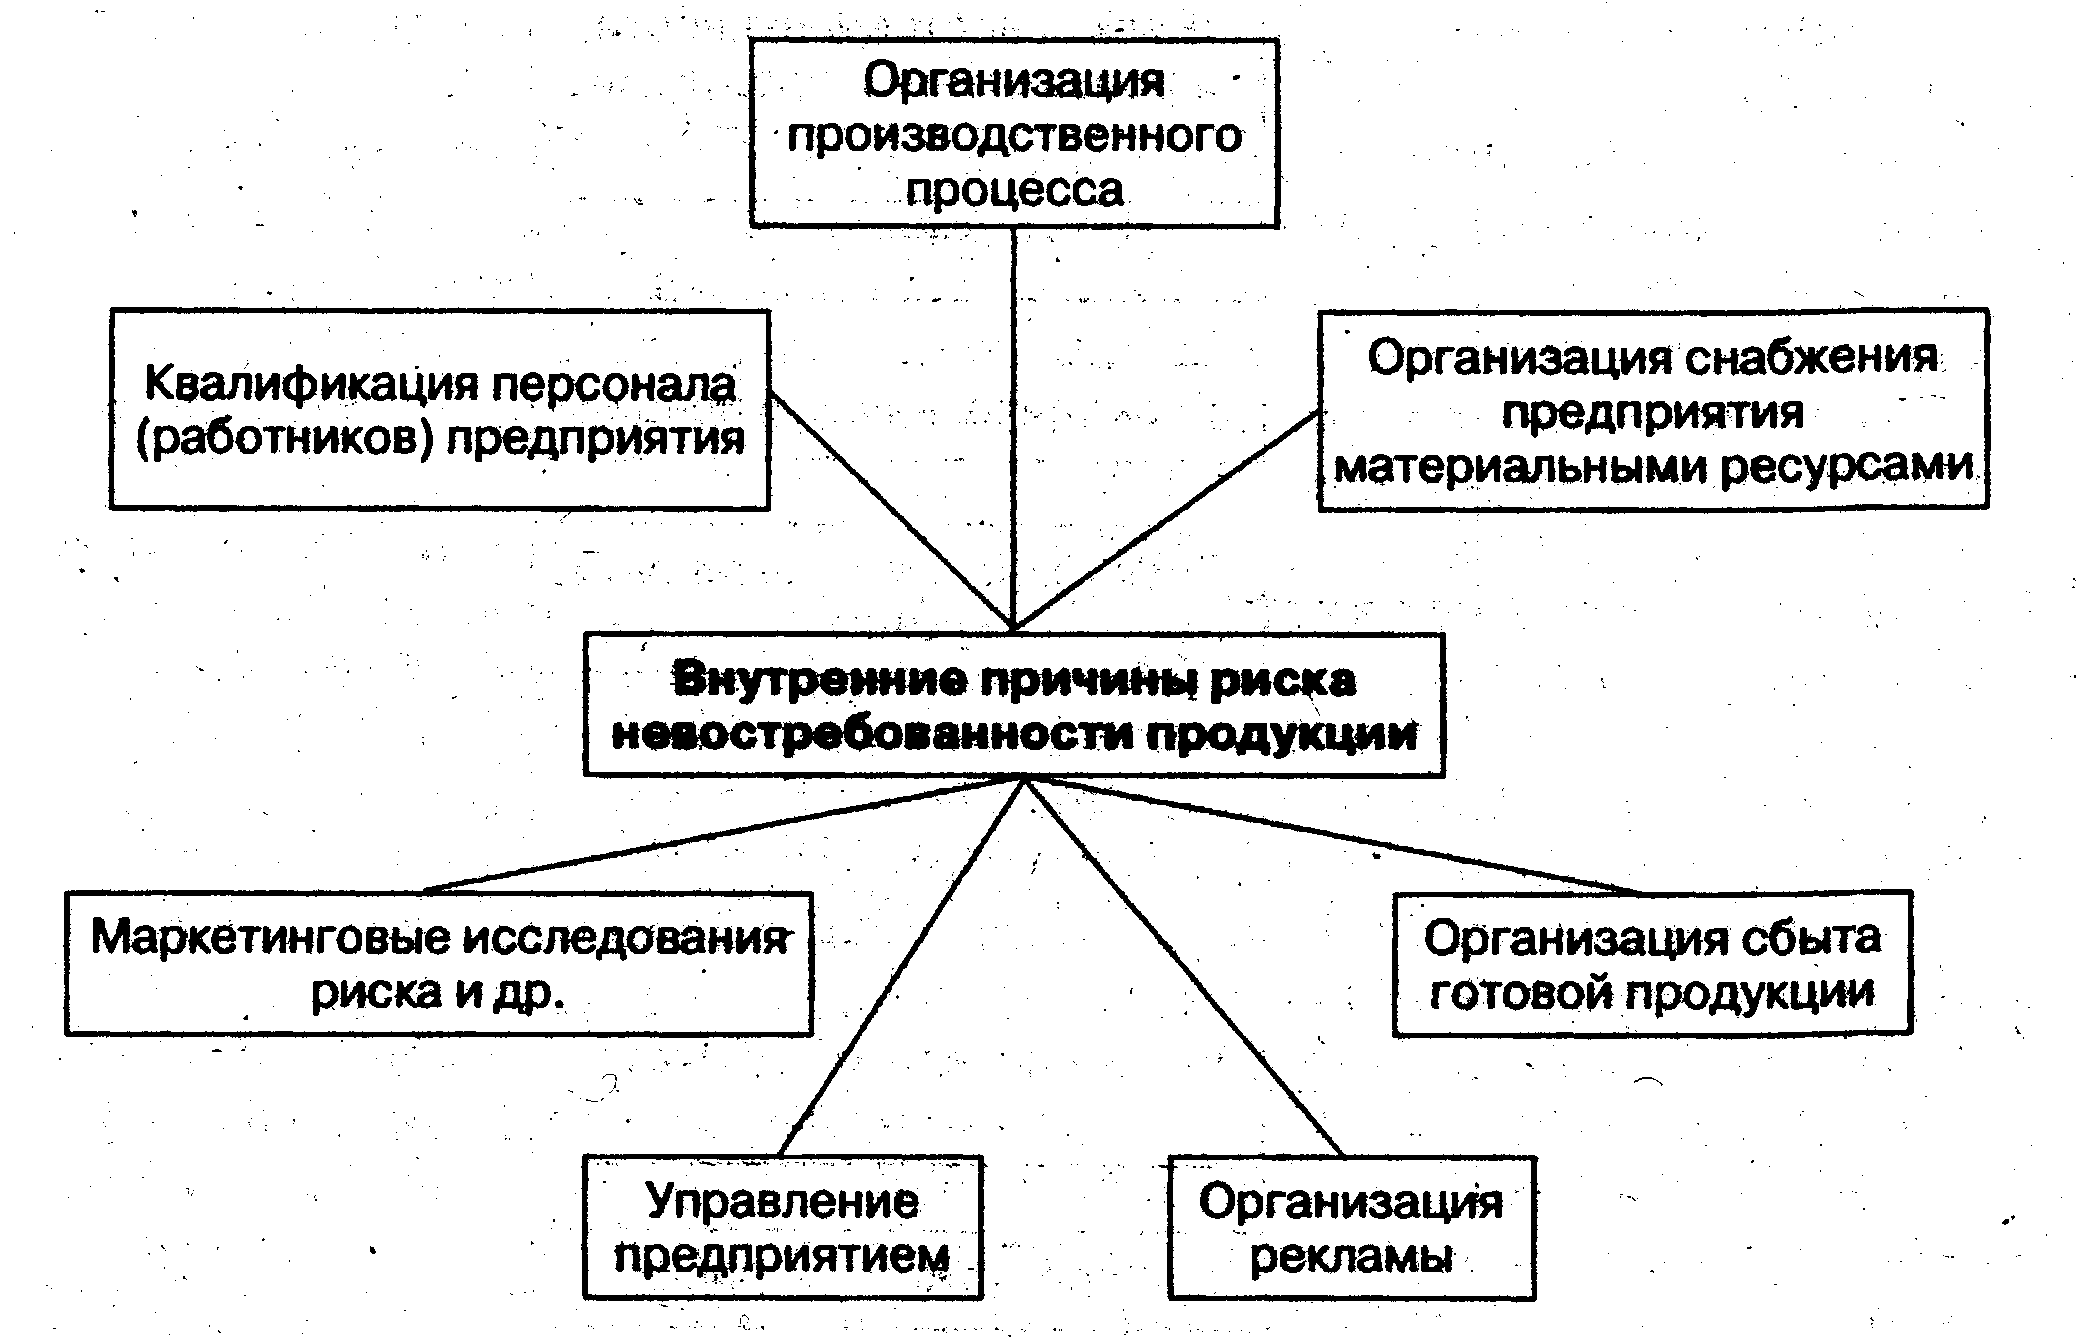 Организация
производственного
процесса
Квалификация персонала
(работников) предприятия
Организация снабжения
предприятия
материальными ресурсами
Внутренние причины риска
невостребованности продукции
Маркетинговые исследования
риска и др.
Организация сбыта
готовой продукции
Управление
предприятием
Организация
рекламы